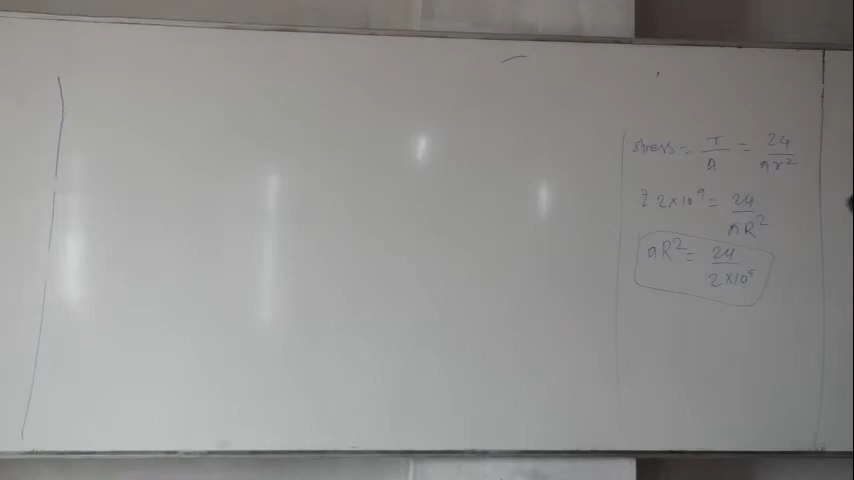 stress = T/A = 24/πr²
? 2×10⁹ = 24/πR²
πR² = 24/2×10⁹